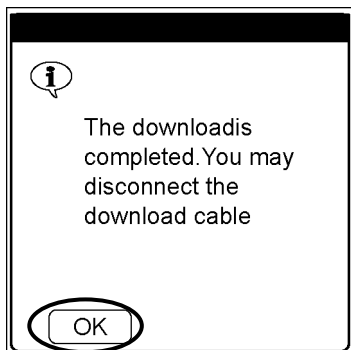 The downloadis
completed.You may
disconnect the
download cable
OK